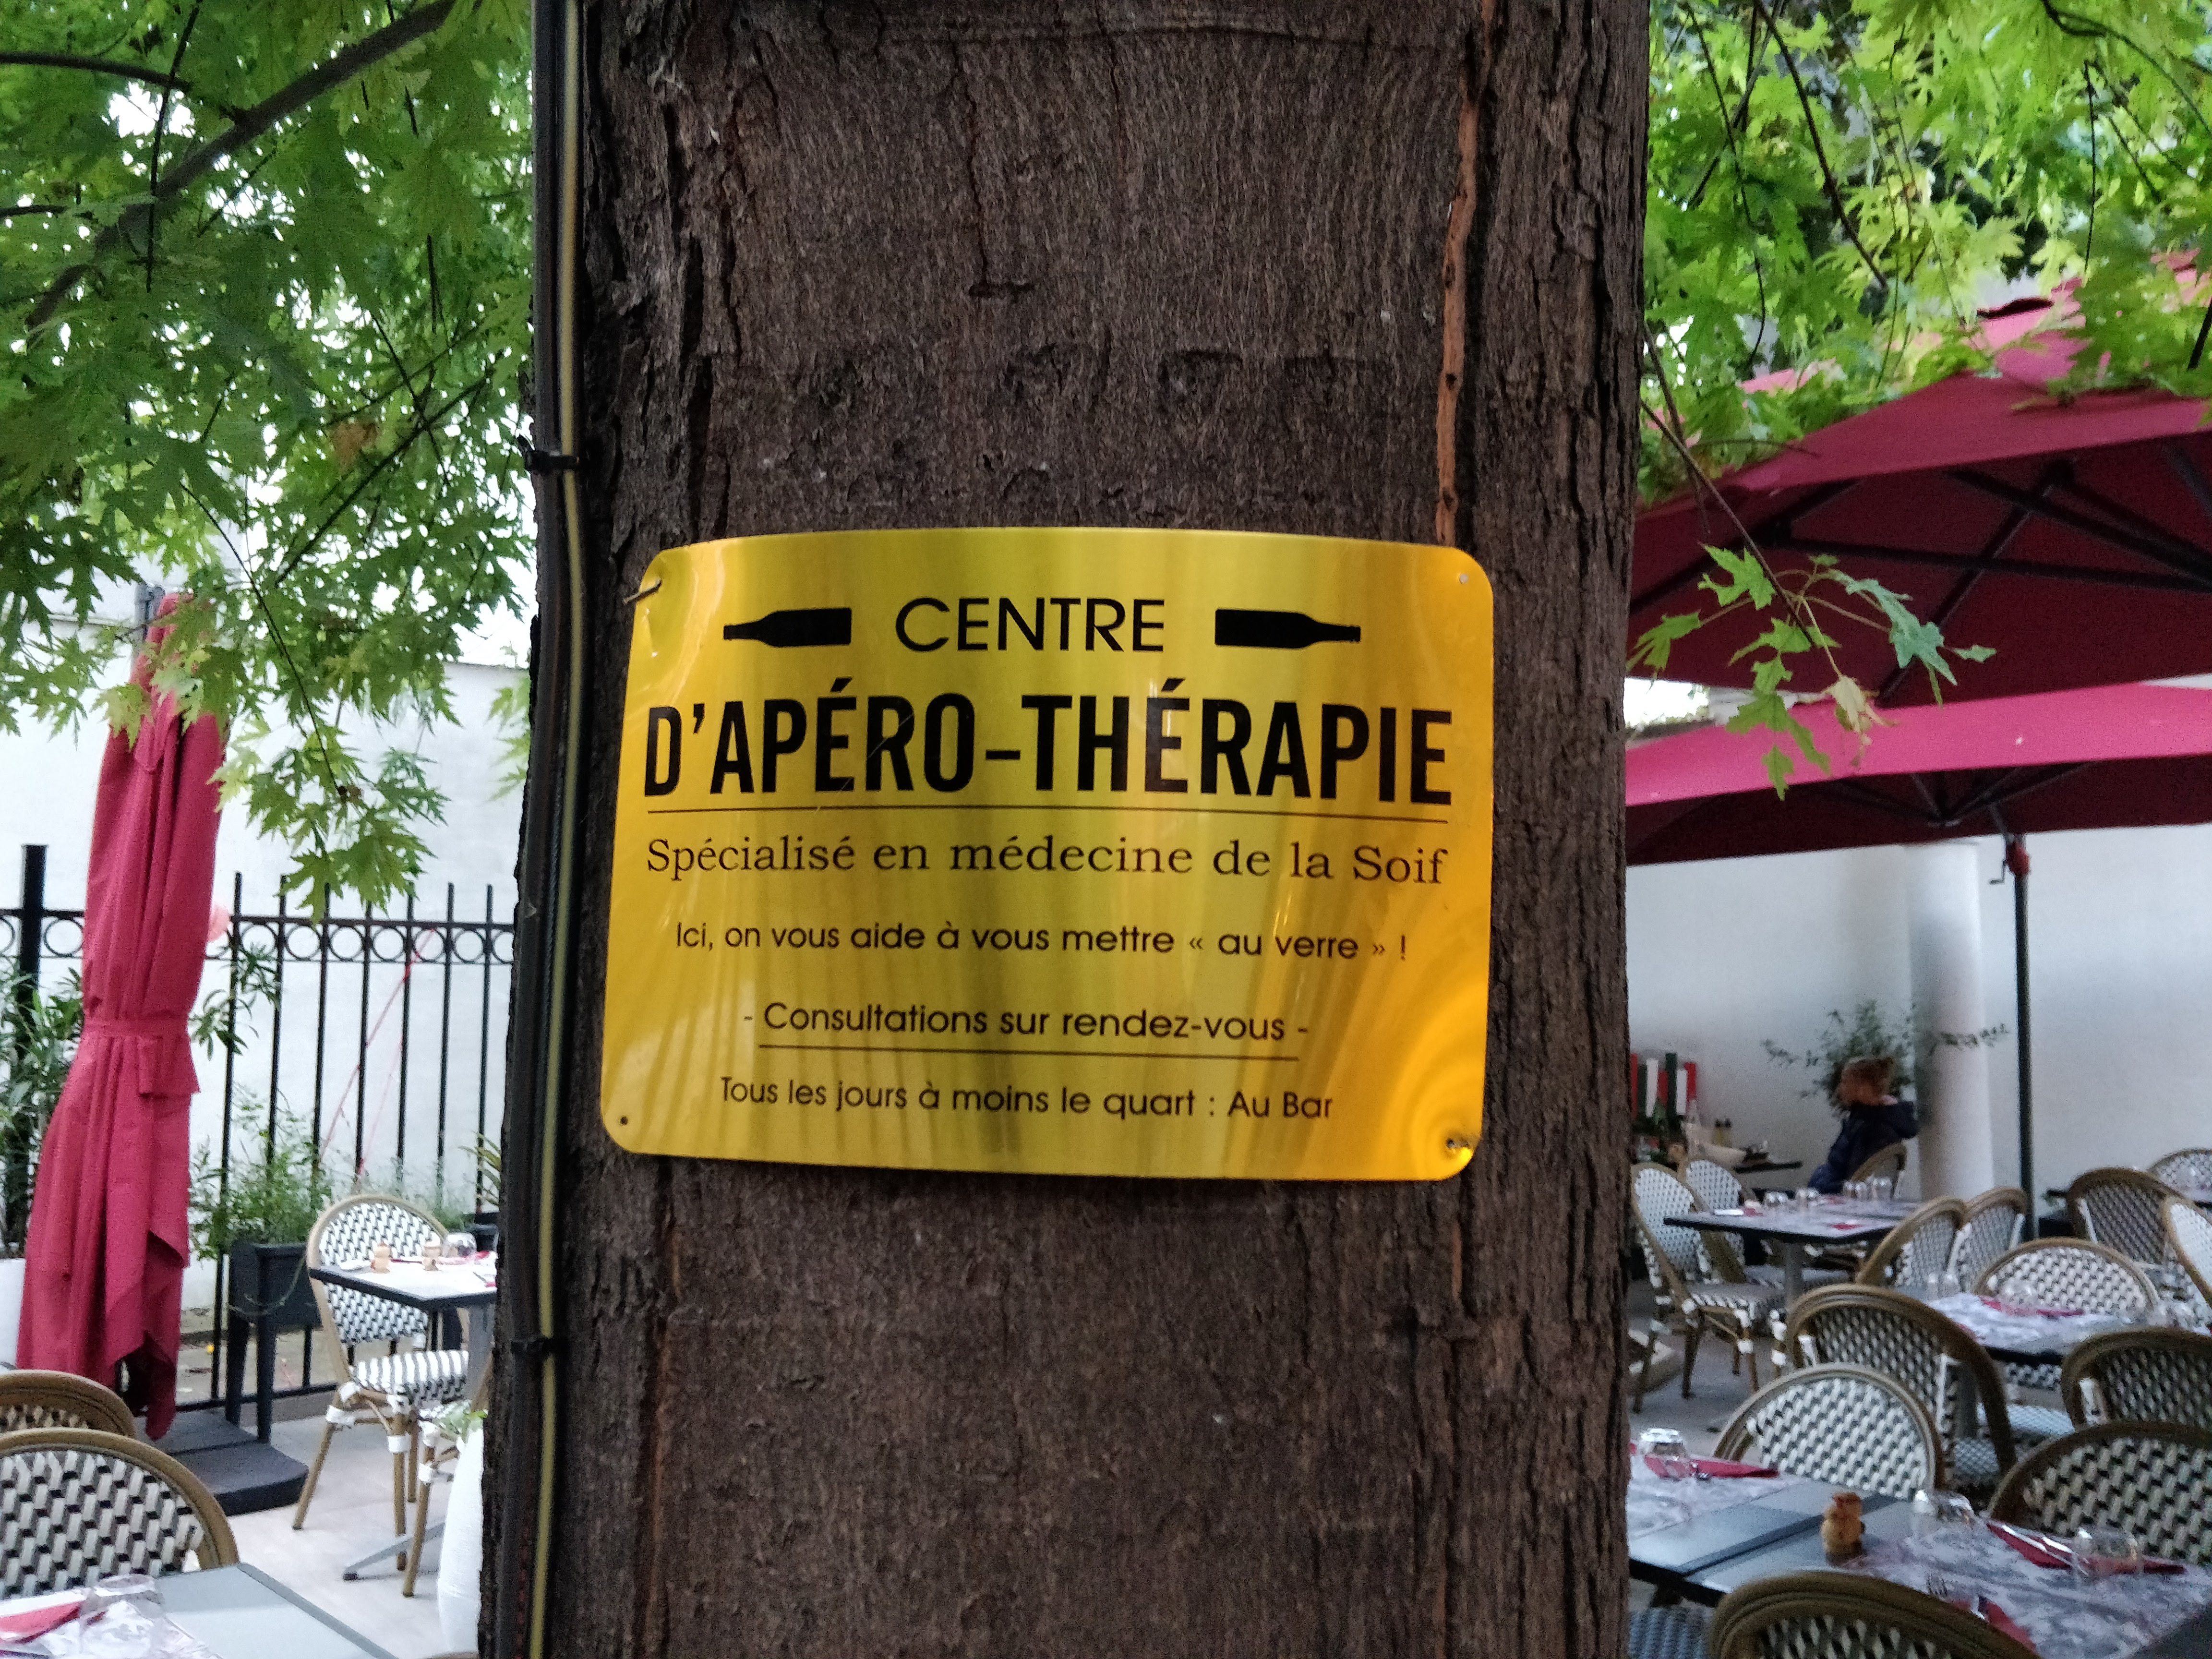 CENTRE
D'APÉRO-THÉRAPIE
Spécialisé en médecine de la Soif
Ici, on vous aide à vous mettre « au verre » !
- Consultations sur rendez-vous -
Tous les jours à moins le quart : Au Bar